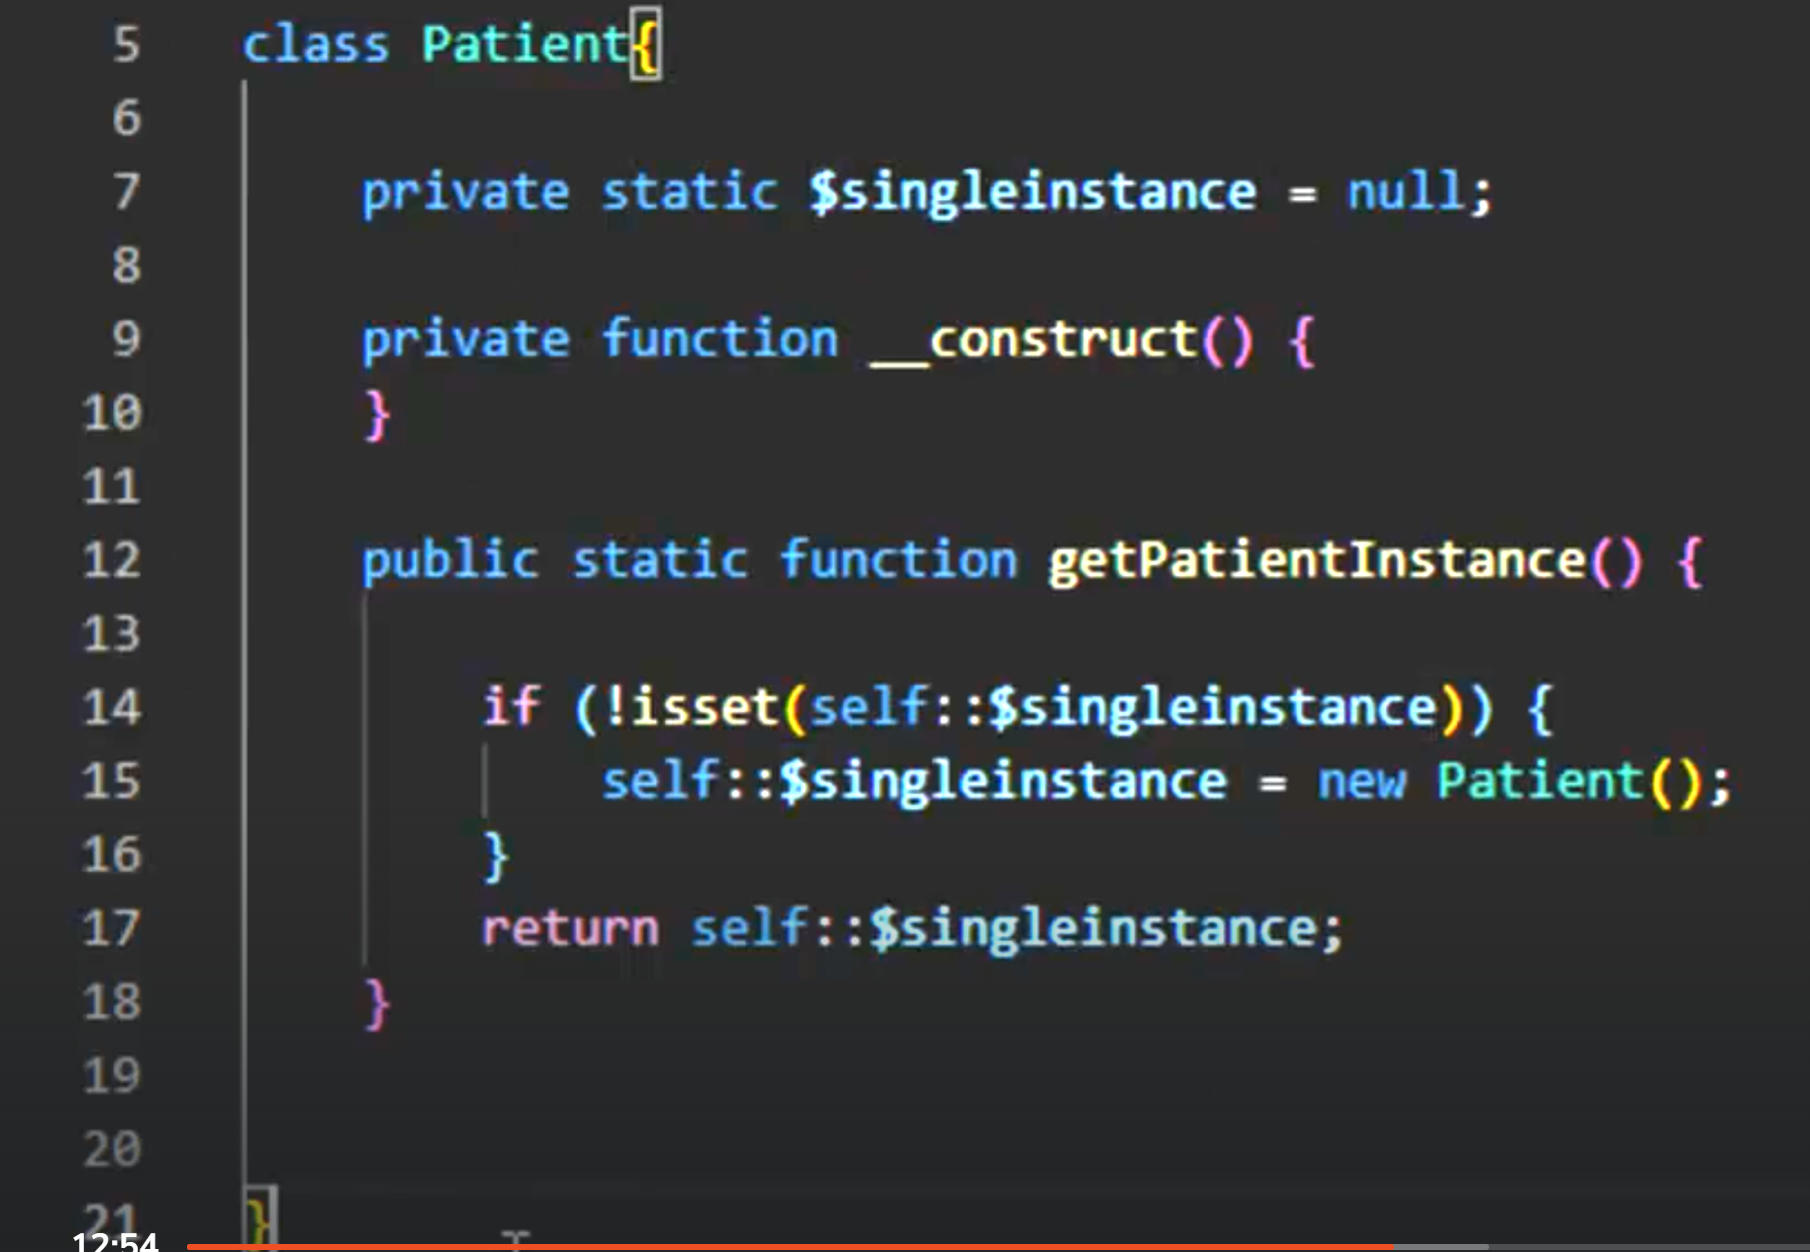 5 class Patient{
6
7 private static $singleinstance = null;
8
9 private function __construct() {
10 }
11
12 public static function getPatientInstance() {
13
14 if (!isset(self::$singleinstance)) {
15 self::$singleinstance = new Patient();
16 }
17 return self::$singleinstance;
18 }
19
20
21 }
12:54